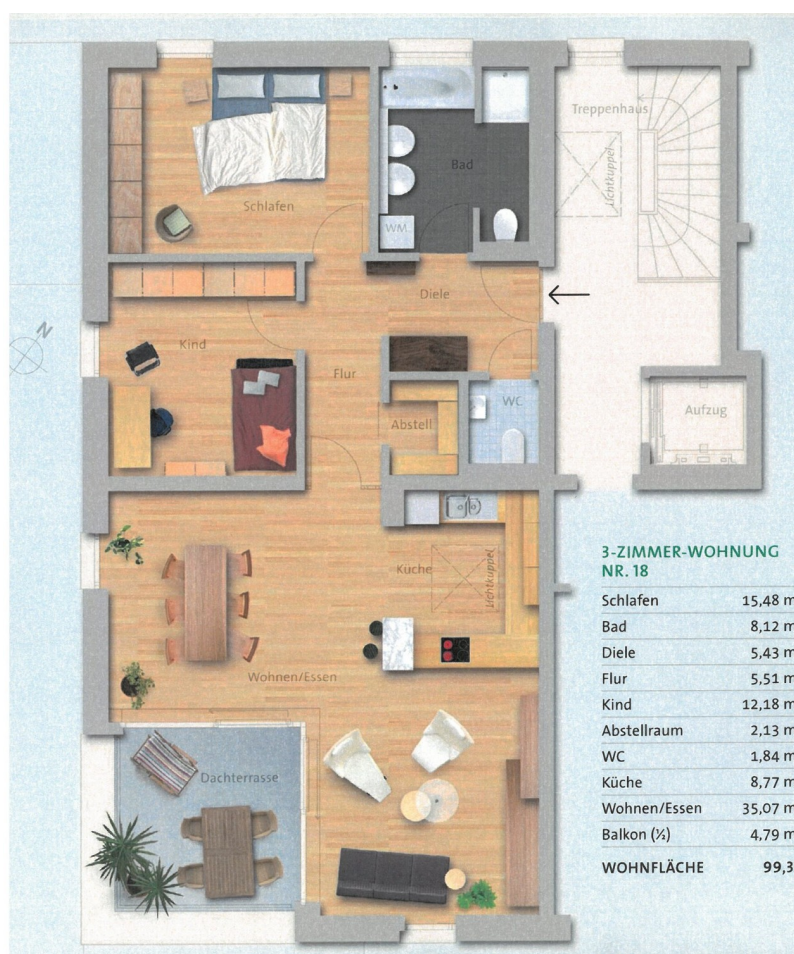 Treppenhaus
Lichtkuppel
Bad
Schlafen
WM
Diele
N
Kind
Flur
WC
Abstell
Aufzug
Küche
Lichtkuppel
Wohnen/Essen
Dachterrasse
3-ZIMMER-WOHNUNG
NR. 18
Schlafen 15,48 m
Bad 8,12 m
Diele 5,43 m
Flur 5,51 m
Kind 12,18 m
Abstellraum 2,13 m
WC 1,84 m
Küche 8,77 m
Wohnen/Essen 35,07 m
Balkon (½) 4,79 m
WOHNFLÄCHE 99,3